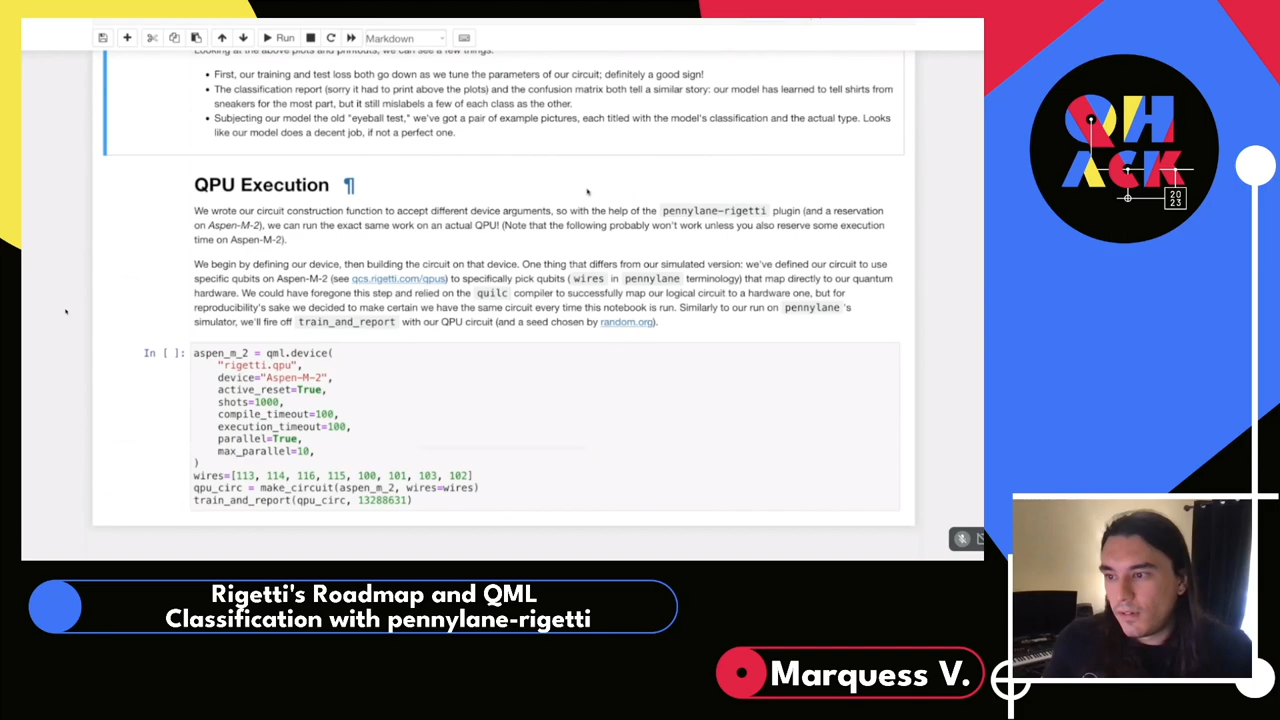 Run
Markdown
Looking at the above plots and printouts, we can see a few things:
• First, our training and test loss both go down as we tune the parameters of our circuit; definitely a good sign!
• The classification report (sorry it had to print above the plots) and the confusion matrix both tell a similar story: our model has learned to tell shirts from
sneakers for the most part, but it still mislabels a few of each class as the other.
• Subjecting our model the old "eyeball test," we've got a pair of example pictures, each titled with the model's classification and the actual type. Looks
like our model does a decent job, if not a perfect one.
QPU Execution ¶
We wrote our circuit construction function to accept different device arguments, so with the help of the pennylane-rigetti plugin (and a reservation
on Aspen-M-2), we can run the exact same work on an actual QPU! (Note that the following probably won't work unless you also reserve some execution
time on Aspen-M-2).
We begin by defining our device, then building the circuit on that device. One thing that differs from our simulated version: we've defined our circuit to use
specific qubits on Aspen-M-2 (see qcs.rigetti.com/qpus) to specifically pick qubits ( wires in pennylane terminology) that map directly to our quantum
hardware. We could have foregone this step and relied on the quilc compiler to successfully map our logical circuit to a hardware one, but for
reproducibility's sake we decided to make certain we have the same circuit every time this notebook is run. Similarly to our run on pennylane 's
simulator, we'll fire off train_and_report with our QPU circuit (and a seed chosen by random.org).
In [ ]: aspen_m_2 = qml.device(
"rigetti.qpu",
device="Aspen-M-2",
active_reset=True,
shots=1000,
compile_timeout=100,
execution_timeout=100,
parallel=True,
max_parallel=10,
)
wires=[113, 114, 116, 115, 100, 101, 103, 102]
qpu_circ = make_circuit(aspen_m_2, wires=wires)
train_and_report(qpu_circ, 13288631)
QH
ACK
20
23
Rigetti's Roadmap and QML
Classification with pennylane-rigetti
Marquess V.